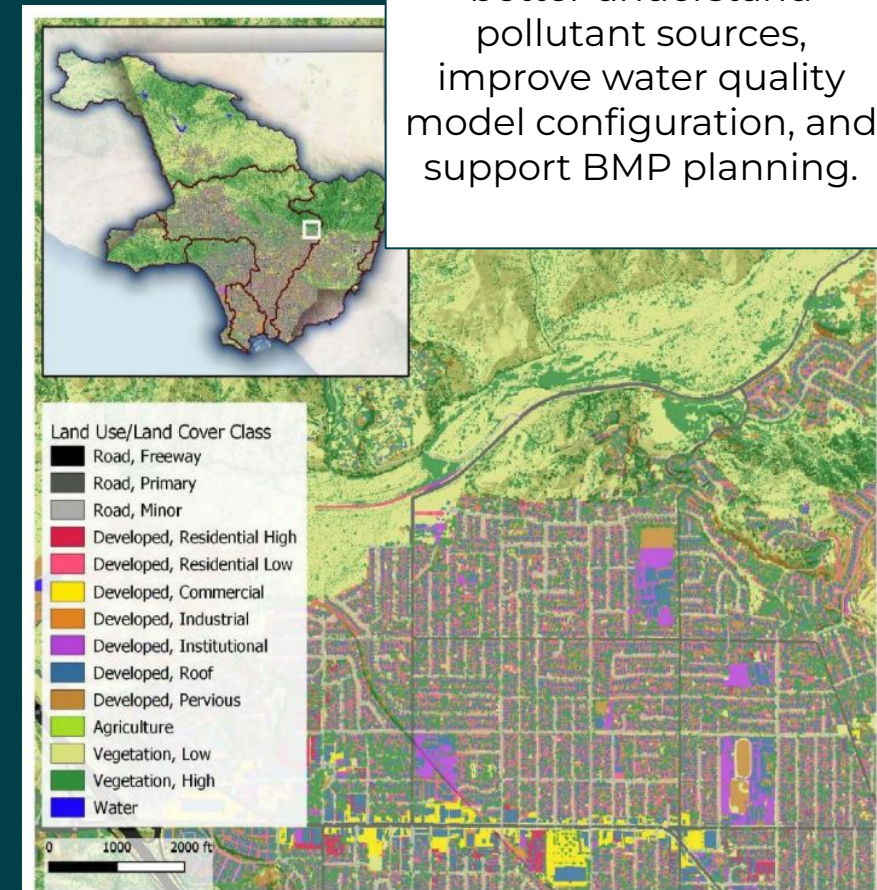 better understand
pollutant sources,
improve water quality
model configuration, and
support BMP planning.
Land Use/Land Cover Class
Road, Freeway
Road, Primary
Road, Minor
Developed, Residential High
Developed, Residential Low
Developed, Commercial
Developed, Industrial
Developed, Institutional
Developed, Roof
Developed, Pervious
Agriculture
Vegetation, Low
Vegetation, High
Water
0 1000 2000 ft